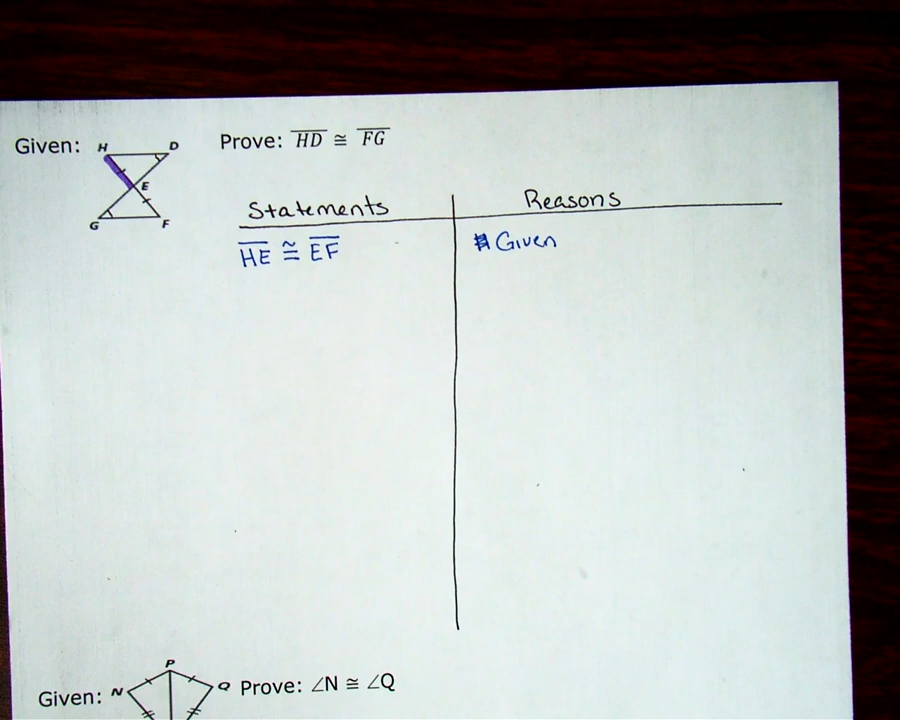 Given: H D Prove: HD ≅ FG
E
G F
Statements Reasons
HE ≅ EF Given
P
Given: N Q Prove: ∠N ≅ ∠Q